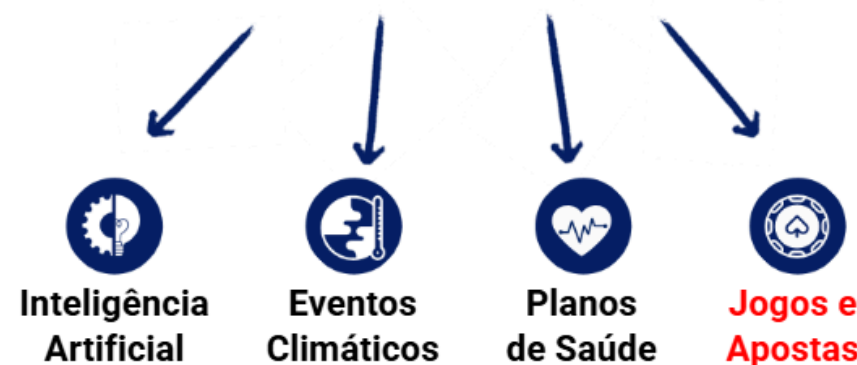 Inteligência
Artificial
Eventos
Climáticos
Planos
de Saúde
Jogos e
Apostas